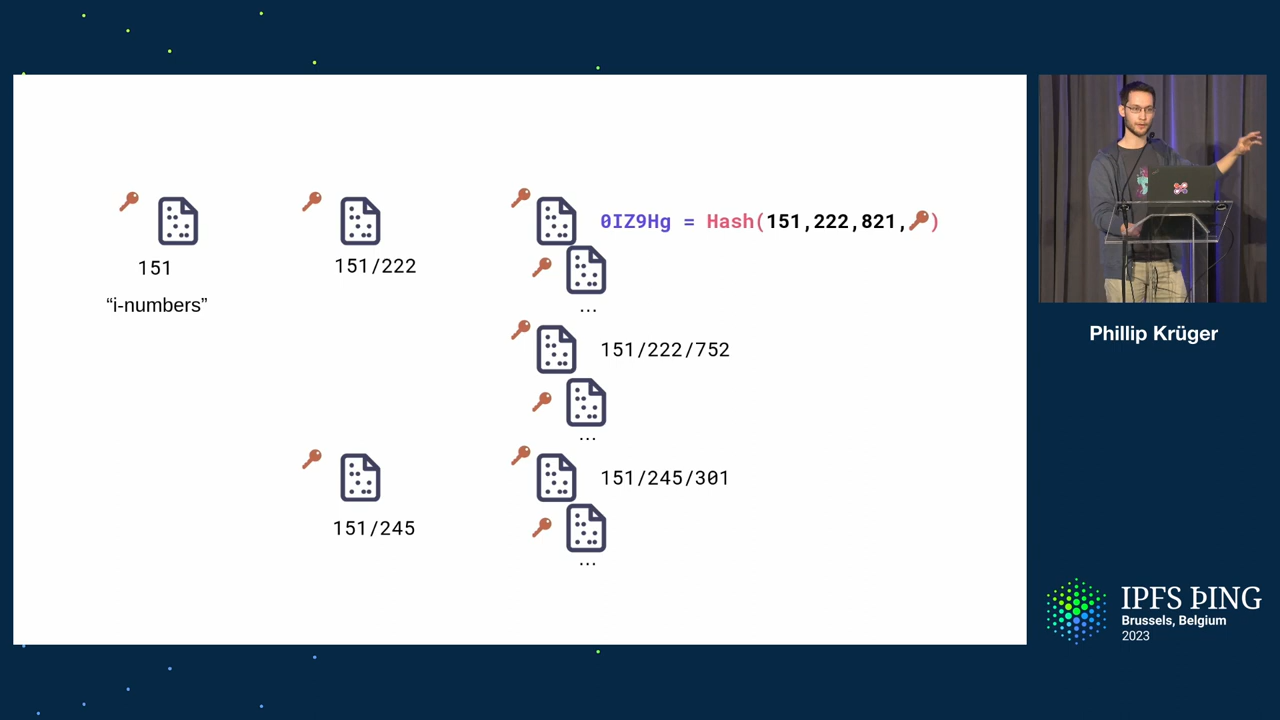 0IZ9Hg = Hash(151,222,821,🔑)
151
151/222
“i-numbers”
...
151/222/752
...
151/245/301
151/245
...
Phillip Krüger
IPFS ÞING
Brussels, Belgium
2023